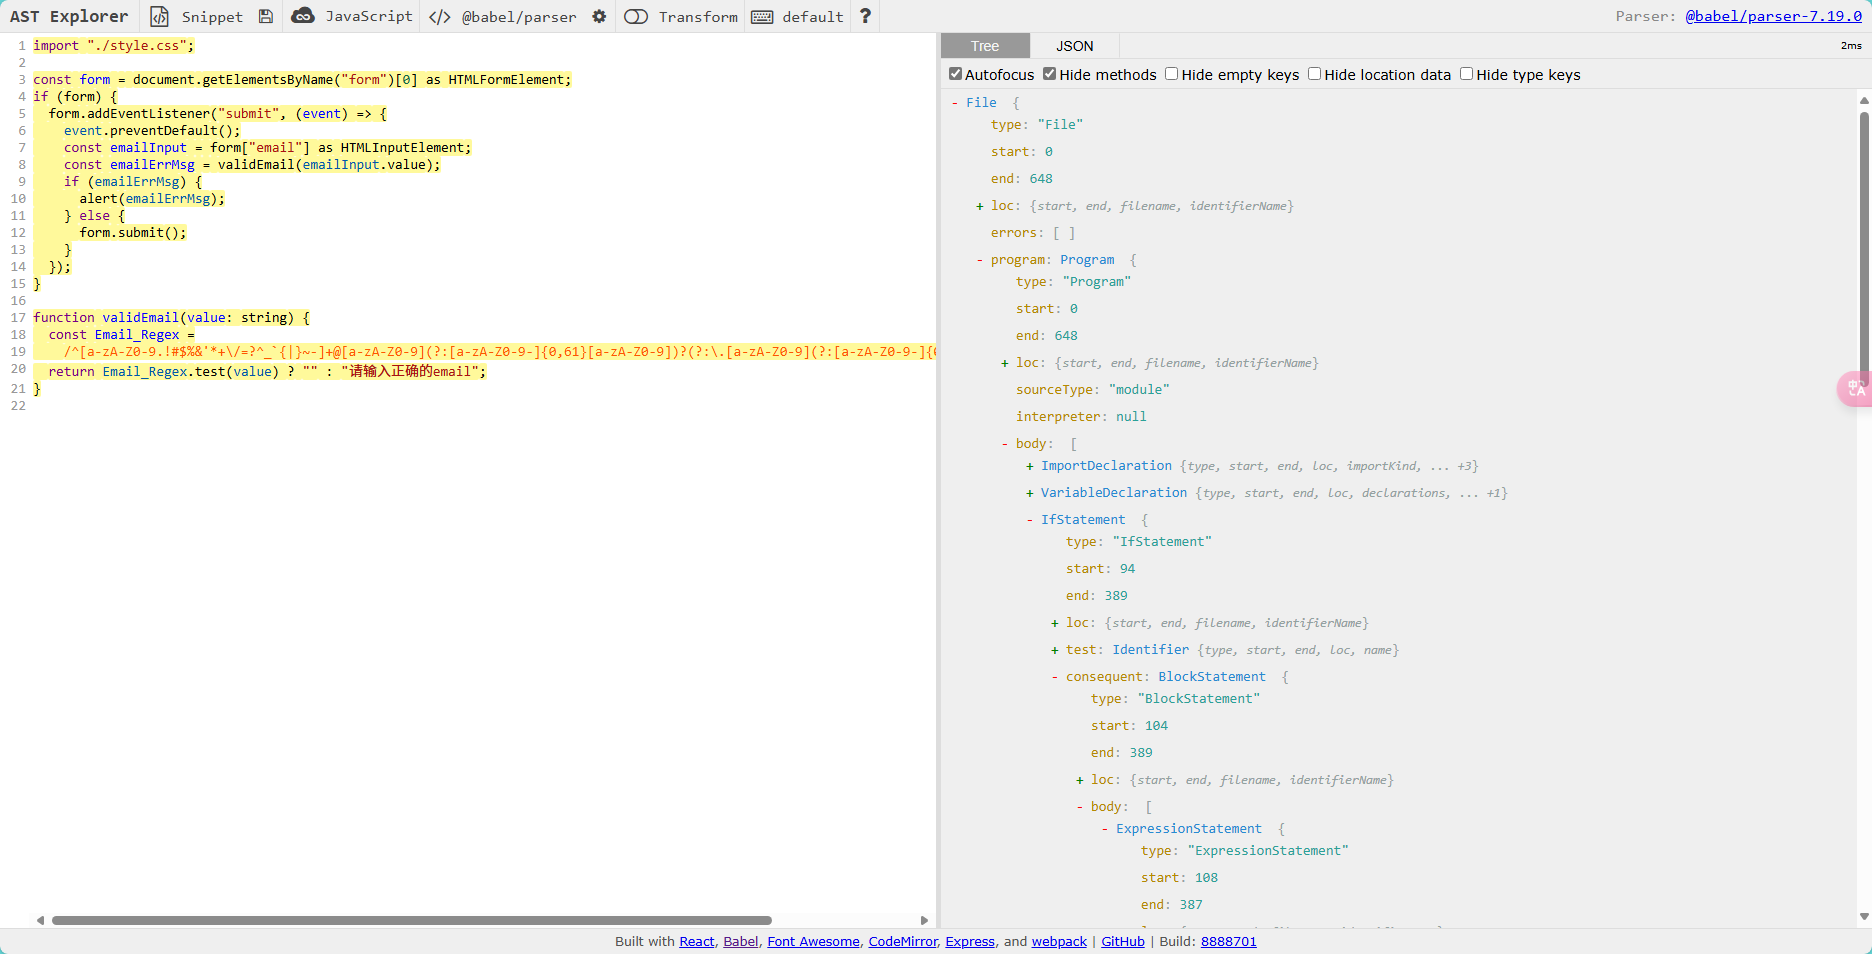 AST Explorer Snippet JavaScript </> @babel/parser Transform default ? Parser: @babel/parser-7.19.0
1 import "./style.css";
2
3 const form = document.getElementsByName("form")[0] as HTMLFormElement;
4 if (form) {
5   form.addEventListener("submit", (event) => {
6     event.preventDefault();
7     const emailInput = form["email"] as HTMLInputElement;
8     const emailErrMsg = validEmail(emailInput.value);
9     if (emailErrMsg) {
10       alert(emailErrMsg);
11     } else {
12       form.submit();
13     }
14   });
15 }
16
17 function validEmail(value: string) {
18   const Email_Regex =
19     /^[a-zA-Z0-9.!#$%&'*+\/=?^_`{|}~-]+@[a-zA-Z0-9](?:[a-zA-Z0-9-]{0,61}[a-zA-Z0-9])?(?:\.[a-zA-Z0-9](?:[a-zA-Z0-9-]{
20   return Email_Regex.test(value) ? "" : "请输入正确的email";
21 }
22
Tree JSON 2ms
Autofocus Hide methods Hide empty keys Hide location data Hide type keys
- File {
type: "File"
start: 0
end: 648
+ loc: {start, end, filename, identifierName}
errors: [ ]
- program: Program {
type: "Program"
start: 0
end: 648
+ loc: {start, end, filename, identifierName}
sourceType: "module"
interpreter: null
- body: [
+ ImportDeclaration {type, start, end, loc, importKind, ... +3}
+ VariableDeclaration {type, start, end, loc, declarations, ... +1}
- IfStatement {
type: "IfStatement"
start: 94
end: 389
+ loc: {start, end, filename, identifierName}
+ test: Identifier {type, start, end, loc, name}
- consequent: BlockStatement {
type: "BlockStatement"
start: 104
end: 389
+ loc: {start, end, filename, identifierName}
- body: [
- ExpressionStatement {
type: "ExpressionStatement"
start: 108
end: 387
Built with React, Babel, Font Awesome, CodeMirror, Express, and webpack | GitHub | Build: 8888701